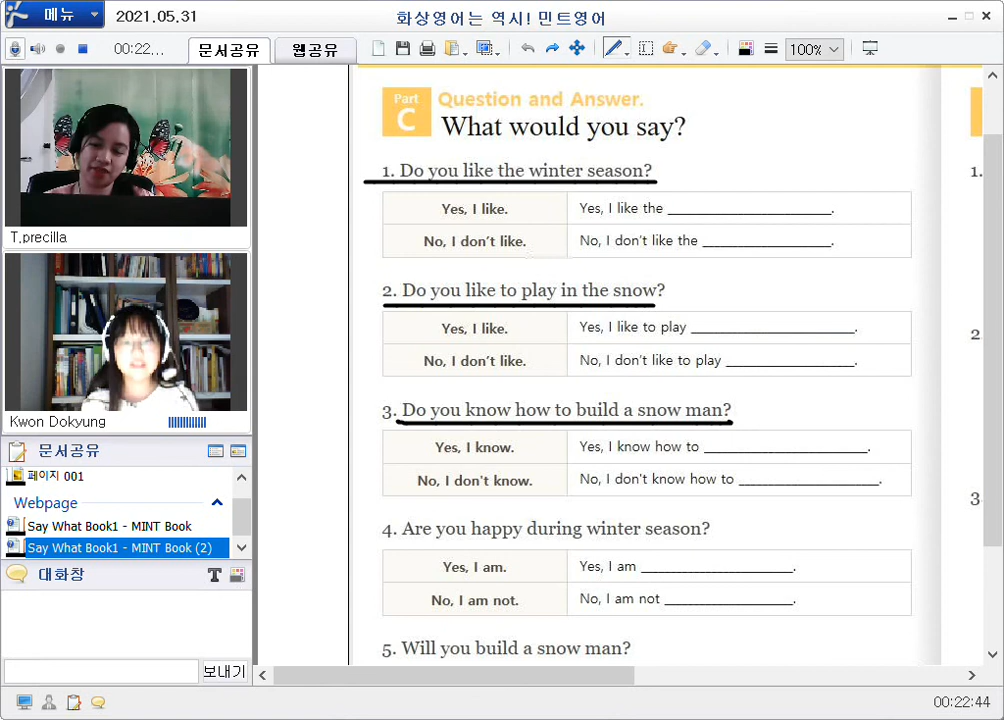 메뉴
2021.05.31
화상영어는 역시! 민트영어
00:22...
문서공유
웹공유
100%
T.precilla
Kwon Dokyung
문서공유
페이지 001
Webpage
Say What Book1 - MINT Book
Say What Book1 - MINT Book (2)
대화창
보내기
Part
C
Question and Answer.
What would you say?
1. Do you like the winter season?
Yes, I like.
Yes, I like the ____________________.
No, I don't like.
No, I don't like the ________________.
2. Do you like to play in the snow?
Yes, I like.
Yes, I like to play ____________________.
No, I don't like.
No, I don't like to play ________________.
3. Do you know how to build a snow man?
Yes, I know.
Yes, I know how to ____________________.
No, I don't know.
No, I don't know how to _________________.
4. Are you happy during winter season?
Yes, I am.
Yes, I am ___________________.
No, I am not.
No, I am not ________________.
5. Will you build a snow man?
1.
2
3
00:22:44